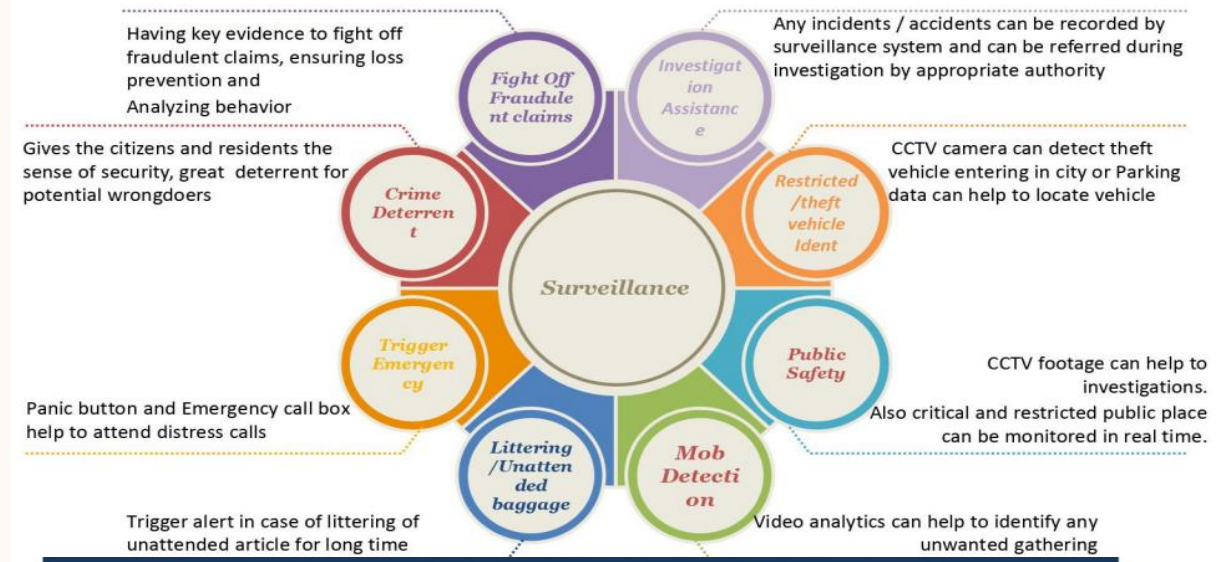 Having key evidence to fight off
fraudulent claims, ensuring loss
prevention and
Analyzing behavior
Fight Off
Fraudule
nt claims
Investigat
ion
Assistanc
e
Any incidents / accidents can be recorded by
surveillance system and can be referred during
investigation by appropriate authority
Gives the citizens and residents the
sense of security, great deterrent for
potential wrongdoers
Crime
Deterren
t
Restricted
/theft
vehicle
Ident
CCTV camera can detect theft
vehicle entering in city or Parking
data can help to locate vehicle
Surveillance
Trigger
Emergen
cy
Panic button and Emergency call box
help to attend distress calls
Public
Safety
CCTV footage can help to
investigations.
Also critical and restricted public place
can be monitored in real time.
Littering
/Unatten
ded
baggage
Trigger alert in case of littering of
unattended article for long time
Mob
Detecti
on
Video analytics can help to identify any
unwanted gathering